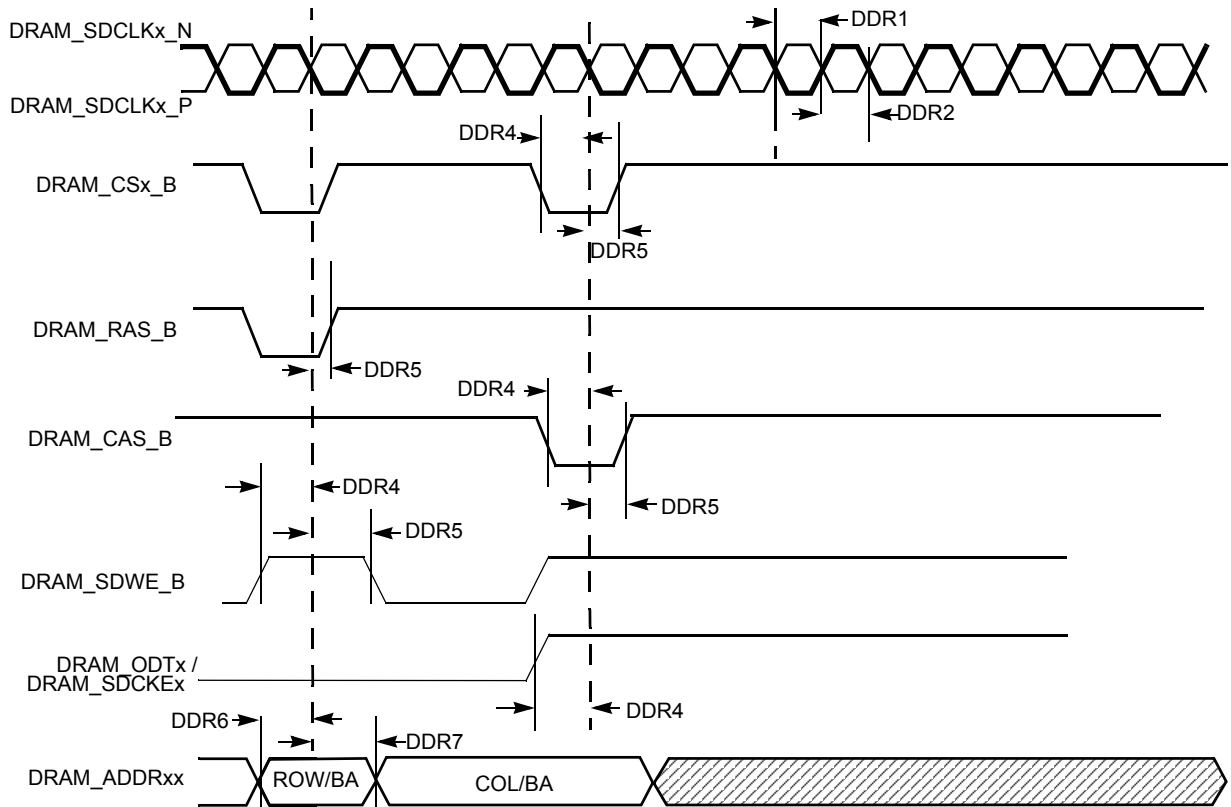 DRAM_SDCLKx_N
DDR1
DRAM_SDCLKx_P
DDR2
DDR4
DRAM_CSx_B
DDR5
DRAM_RAS_B
DDR5
DDR4
DRAM_CAS_B
DDR4
DDR5
DDR5
DRAM_SDWE_B
DRAM_ODTx /
DRAM_SDCKEx
DDR4
DDR6
DDR7
DRAM_ADDRxx
ROW/BA
COL/BA